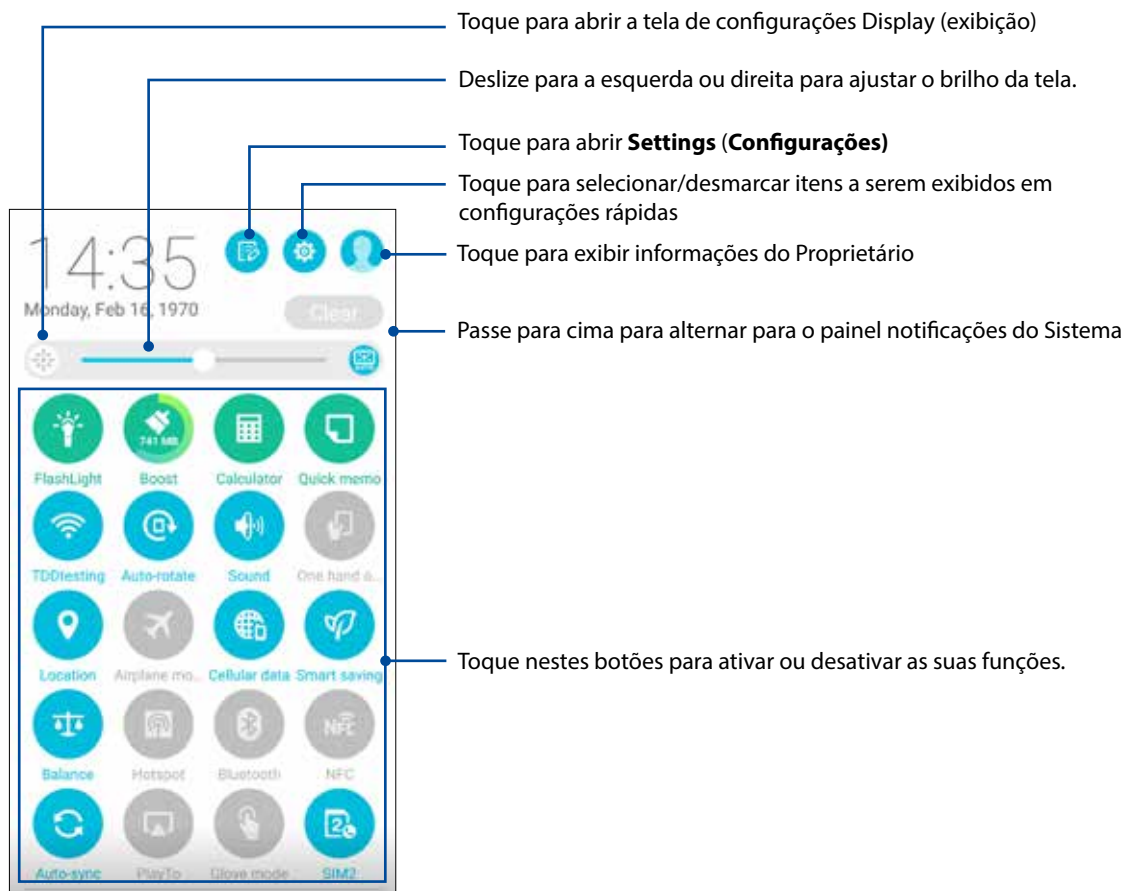 Toque para abrir a tela de configurações Display (exibição)
Deslize para a esquerda ou direita para ajustar o brilho da tela.
Toque para abrir Settings (Configurações)
Toque para selecionar/desmarcar itens a serem exibidos em
configurações rápidas
Toque para exibir informações do Proprietário
14:35
Monday, Feb 16, 1970
Clear
Passe para cima para alternar para o painel notificações do Sistema
741 MB
FlashLight Boost Calculator Quick memo
TDDtesting Auto-rotate Sound One hand o...
Location Airplane mo... Cellular data Smart saving
Toque nestes botões para ativar ou desativar as suas funções.
NFC
Balance Hotspot Bluetooth NFC
2
Auto-sync PlayTo Glove mode SIM2